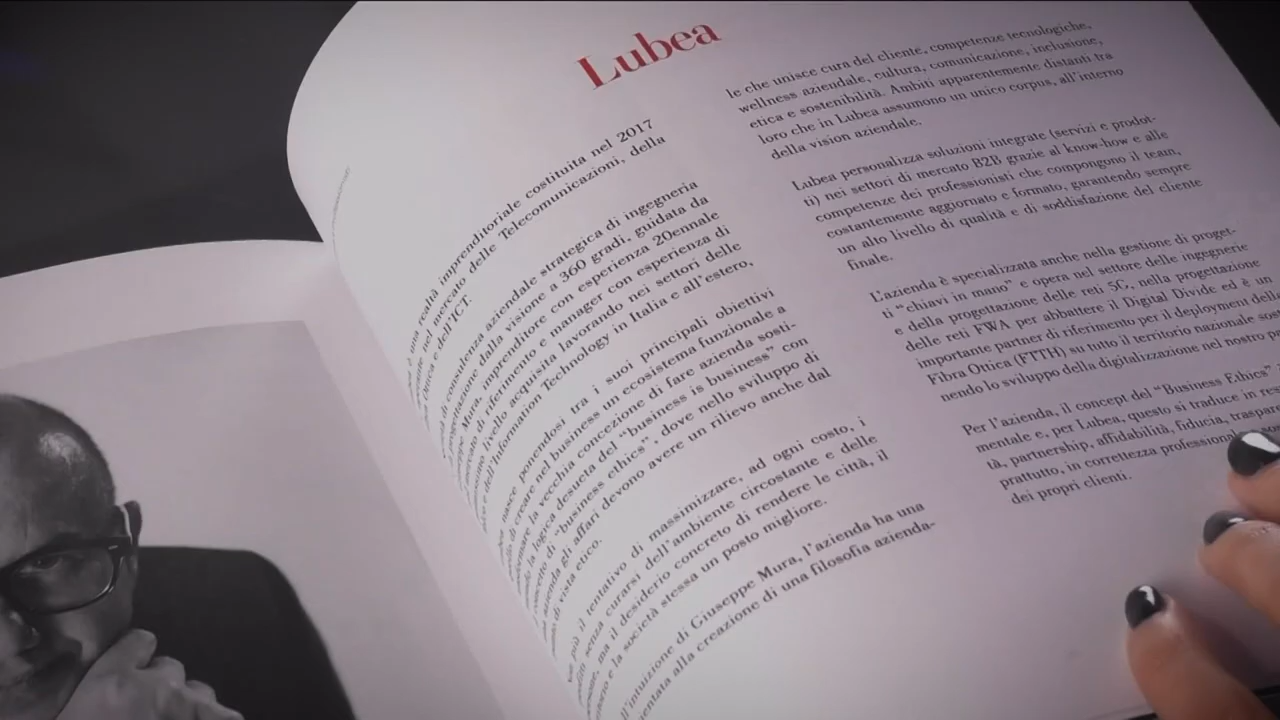 Lubea
è una realtà imprenditoriale costituita nel 2017
nel mercato delle Telecomunicazioni, della
Ottica e dell'ICT.
di consulenza aziendale strategica di ingegneria
dalla visione a 360 gradi, guidata da
Mura, imprenditore con esperienza 20ennale
di riferimento e manager con esperienza di
livello acquisita lavorando nei settori delle
e dell'Information Technology in Italia e all'estero.
nasce ponendosi tra i suoi principali obiettivi
di creare nel business un ecosistema funzionale a
la vecchia concezione di fare azienda sosti-
la logica desueta del "business is business" con
concetto di "business ethics", dove nello sviluppo di
azienda gli affari devono avere un rilievo anche dal
di vista etico.
più il tentativo di massimizzare, ad ogni costo, i
senza curarsi dell'ambiente circostante e delle
ma il desiderio concreto di rendere le città, il
e la società stessa un posto migliore.
l'intuizione di Giuseppe Mura, l'azienda ha una
alla creazione di una filosofia azienda-
le che unisce cura del cliente, competenze tecnologiche,
wellness aziendale, cultura, comunicazione, inclusione,
etica e sostenibilità. Ambiti apparentemente distanti tra
loro che in Lubea assumono un unico corpus, all'interno
della vision aziendale.
Lubea personalizza soluzioni integrate (servizi e prodot-
ti) nei settori di mercato B2B grazie al know-how e alle
competenze dei professionisti che compongono il team,
costantemente aggiornato e formato, garantendo sempre
un alto livello di qualità e di soddisfazione del cliente
finale.
L'azienda è specializzata anche nella gestione di proget-
ti "chiavi in mano" e opera nel settore delle ingegnerie
e della progettazione delle reti 5G, nella progettazione
delle reti FWA per abbattere il Digital Divide ed è un
importante partner di riferimento per il deployment della
Fibra Ottica (FTTH) su tutto il territorio nazionale
nendo lo sviluppo della digitalizzazione nel nostro
Per l'azienda, il concept del "Business Ethics"
mentale e, per Lubea, questo si traduce in
tà, partnership, affidabilità, fiducia,
prattutto, in correttezza professionale
dei propri clienti.